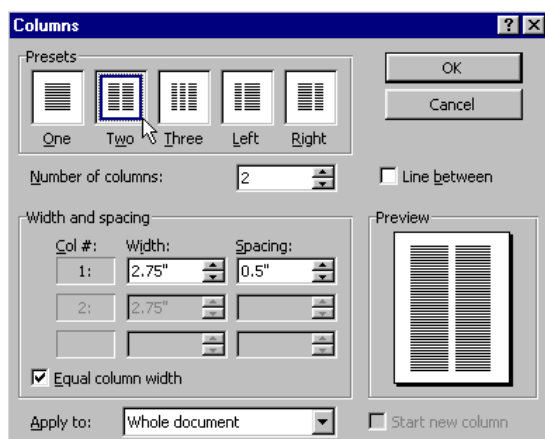 Columns
Presets
OK
Cancel
One Two Three Left Right
Number of columns: 2
Line between
Width and spacing
Preview
Col #: Width: Spacing:
1: 2.75" 0.5"
2: 2.75"
Equal column width
Apply to: Whole document
Start new column